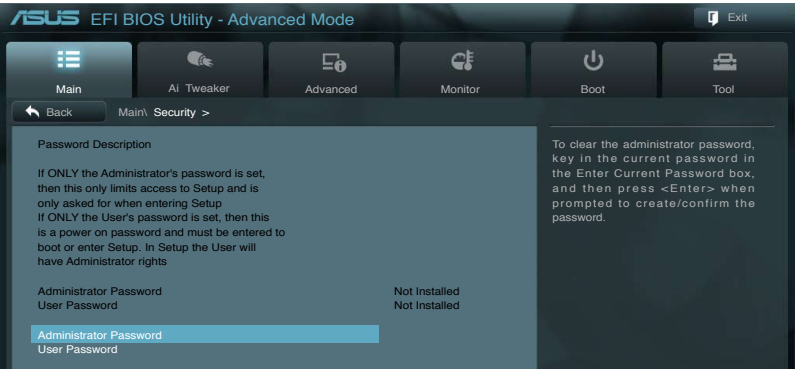 ASUS EFI BIOS Utility - Advanced Mode
Exit
Main
Ai Tweaker
Advanced
Monitor
Boot
Tool
Back
Main\ Security >
Password Description
If ONLY the Administrator's password is set,
then this only limits access to Setup and is
only asked for when entering Setup
If ONLY the User's password is set, then this
is a power on password and must be entered to
boot or enter Setup. In Setup the User will
have Administrator rights
Administrator Password Not Installed
User Password Not Installed
Administrator Password
User Password
To clear the administrator password,
key in the current password in
the Enter Current Password box,
and then press <Enter> when
prompted to create/confirm the
password.